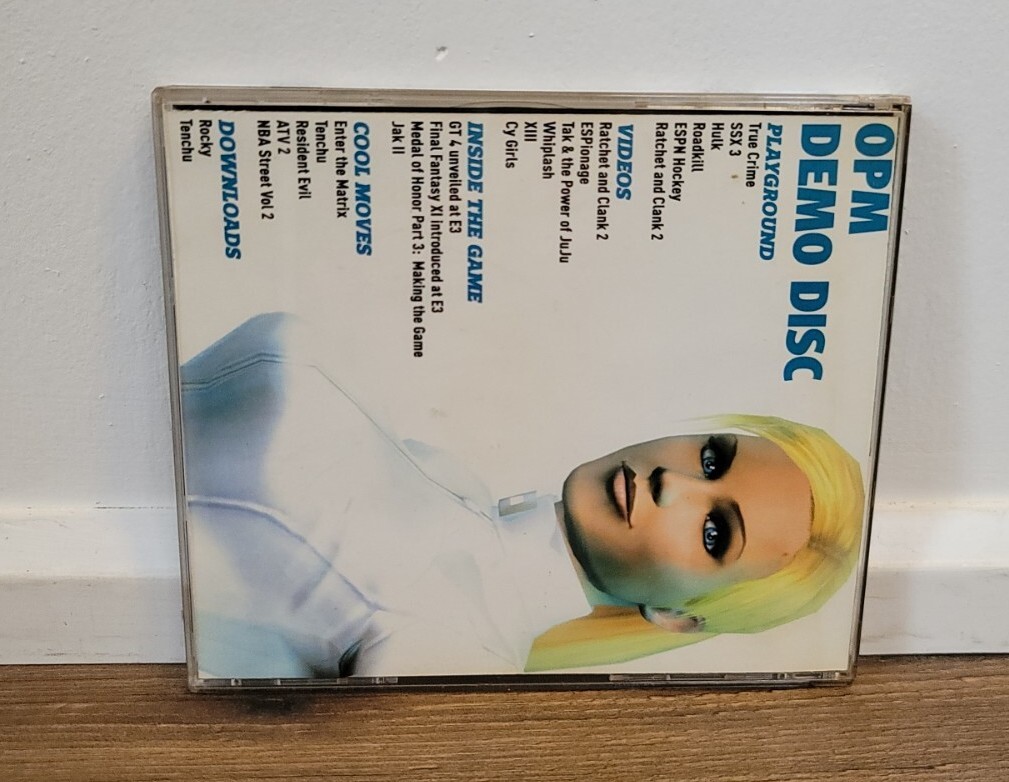 OPM
DEMO DISC
PLAYGROUND
True Crime
SSX 3
Hulk
Roadkill
ESPN Hockey
Ratchet and Clank 2
VIDEOS
Ratchet and Clank 2
ESPionage
Tak & the Power of JuJu
Whiplash
XIII
Cy Girls
INSIDE THE GAME
GT 4 unveiled at E3
Final Fantasy XI introduced at E3
Medal of Honor Part 3: Making the Game
Jak II
COOL MOVES
Enter the Matrix
Tenchu
Resident Evil
ATV 2
NBA Street Vol 2
DOWNLOADS
Rocky
Tenchu